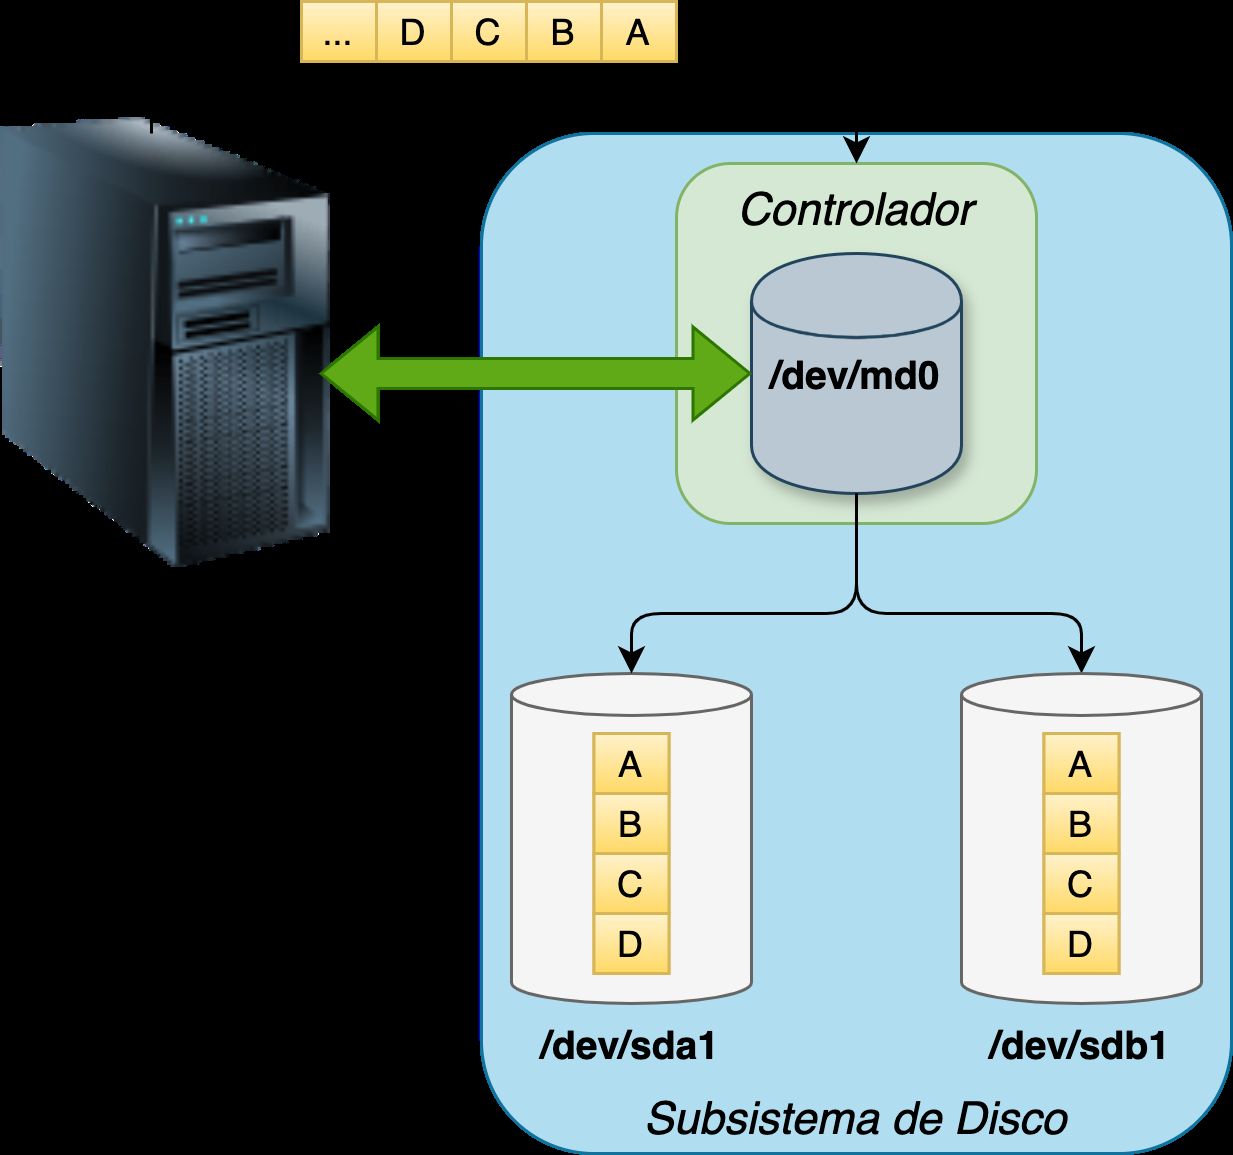 ... D C B A
Controlador
/dev/md0
A A
B B
C C
D D
/dev/sda1 /dev/sdb1
Subsistema de Disco